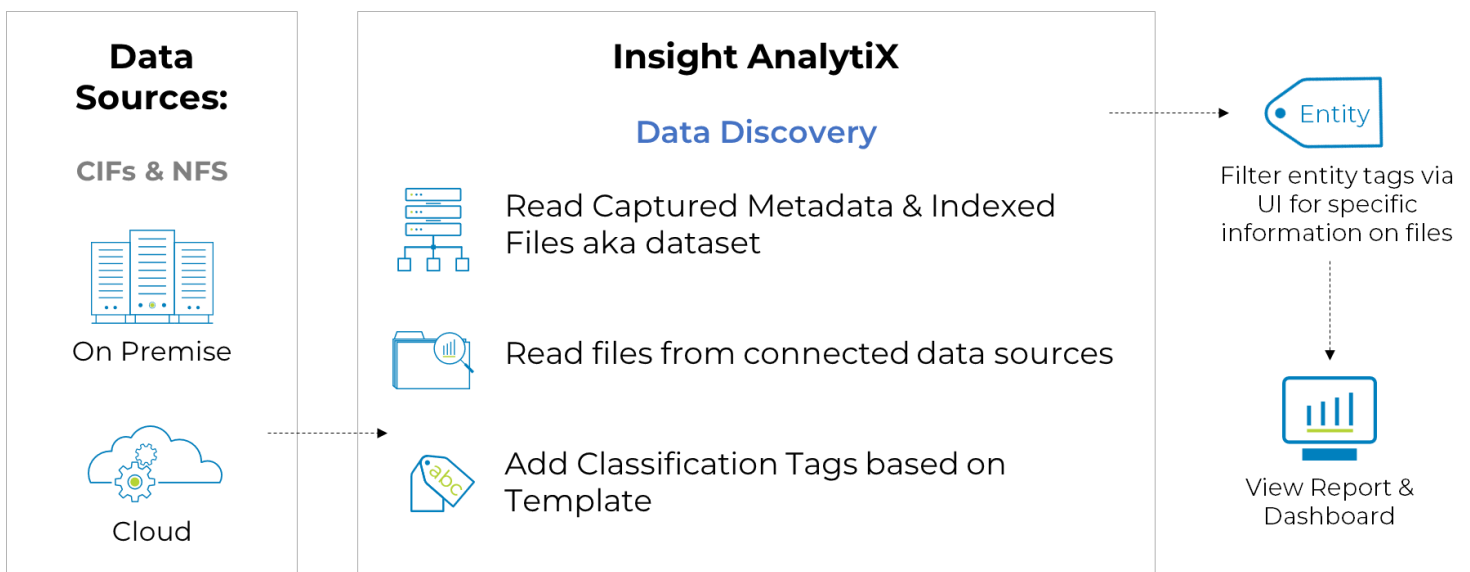 Data
Sources:
CIFs & NFS
On Premise
Cloud
Insight AnalytiX
Data Discovery
Read Captured Metadata & Indexed
Files aka dataset
Read files from connected data sources
abc
Add Classification Tags based on
Template
Entity
Filter entity tags via
UI for specific
information on files
View Report &
Dashboard